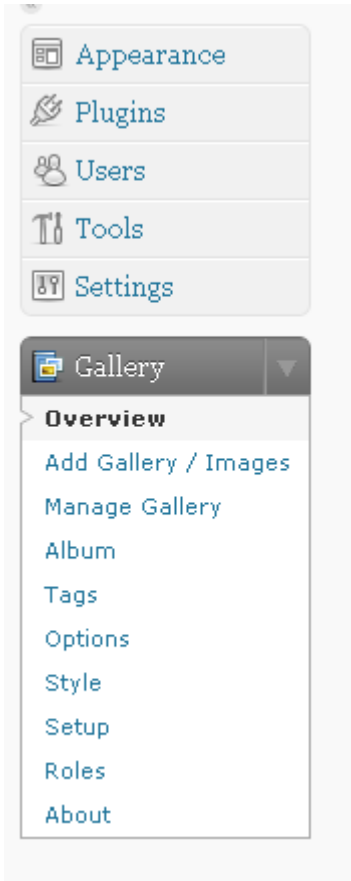 Appearance
Plugins
Users
Tools
Settings
Gallery
Overview
Add Gallery / Images
Manage Gallery
Album
Tags
Options
Style
Setup
Roles
About